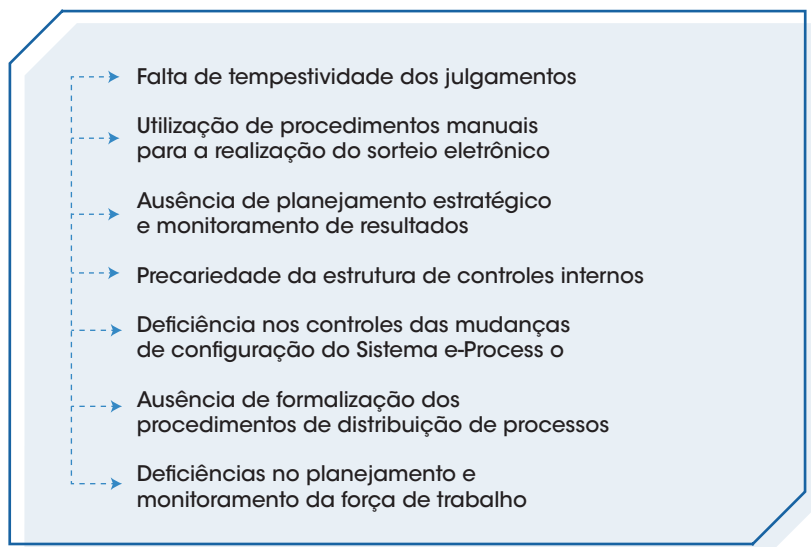 Falta de tempestividade dos julgamentos
Utilização de procedimentos manuais
para a realização do sorteio eletrônico
Ausência de planejamento estratégico
e monitoramento de resultados
Precariedade da estrutura de controles internos
Deficiência nos controles das mudanças
de configuração do Sistema e-Process o
Ausência de formalização dos
procedimentos de distribuição de processos
Deficiências no planejamento e
monitoramento da força de trabalho